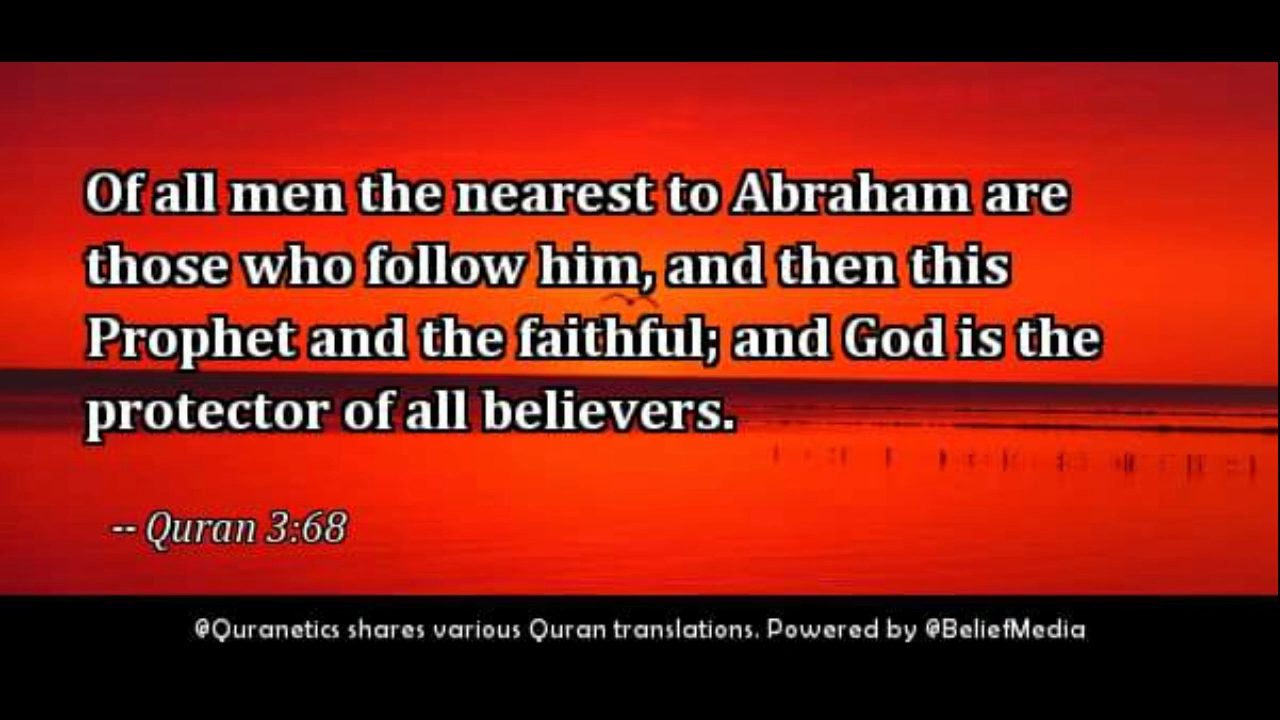 Of all men the nearest to Abraham are
those who follow him, and then this
Prophet and the faithful; and God is the
protector of all believers.
-- Quran 3:68
@Quranetics shares various Quran translations. Powered by @BeliefMedia